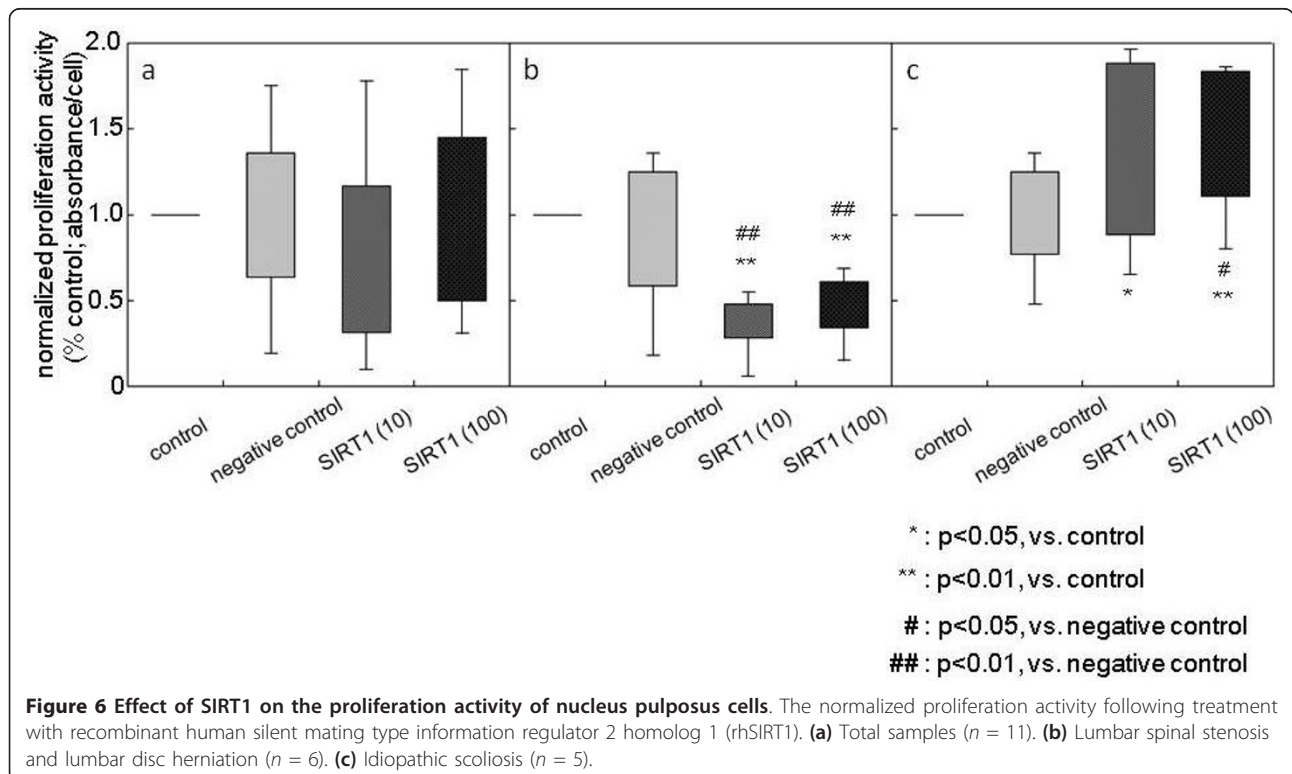 normalized proliferation activity
(% control; absorbance/cell)
2.0
1.5
1.0
0.5
0
a
b
##
**
##
**
c
*
#
**
control
negative control
SIRT1 (10)
SIRT1 (100)
control
negative control
SIRT1 (10)
SIRT1 (100)
control
negative control
SIRT1 (10)
SIRT1 (100)
* : p<0.05, vs. control
** : p<0.01, vs. control
# : p<0.05, vs. negative control
## : p<0.01, vs. negative control
Figure 6 Effect of SIRT1 on the proliferation activity of nucleus pulposus cells. The normalized proliferation activity following treatment
with recombinant human silent mating type information regulator 2 homolog 1 (rhSIRT1). (a) Total samples (n = 11). (b) Lumbar spinal stenosis
and lumbar disc herniation (n = 6). (c) Idiopathic scoliosis (n = 5).